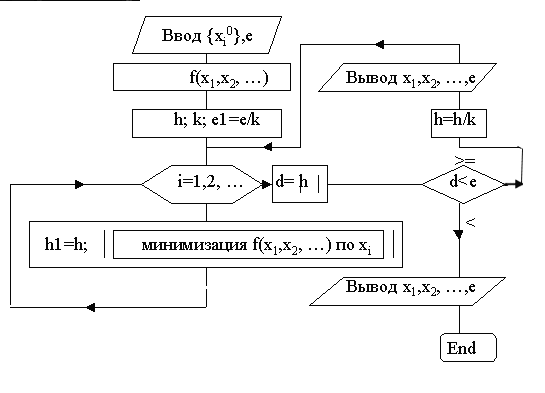 Ввод {xi0},e
f(x1,x2, …)
Вывод x1,x2, …,e
h; k; e1=e/k
h=h/k
>=
i=1,2, …
d= |h |
d<e
<
h1=h;
минимизация f(x1,x2, …) по xi
Вывод x1,x2, …,e
End